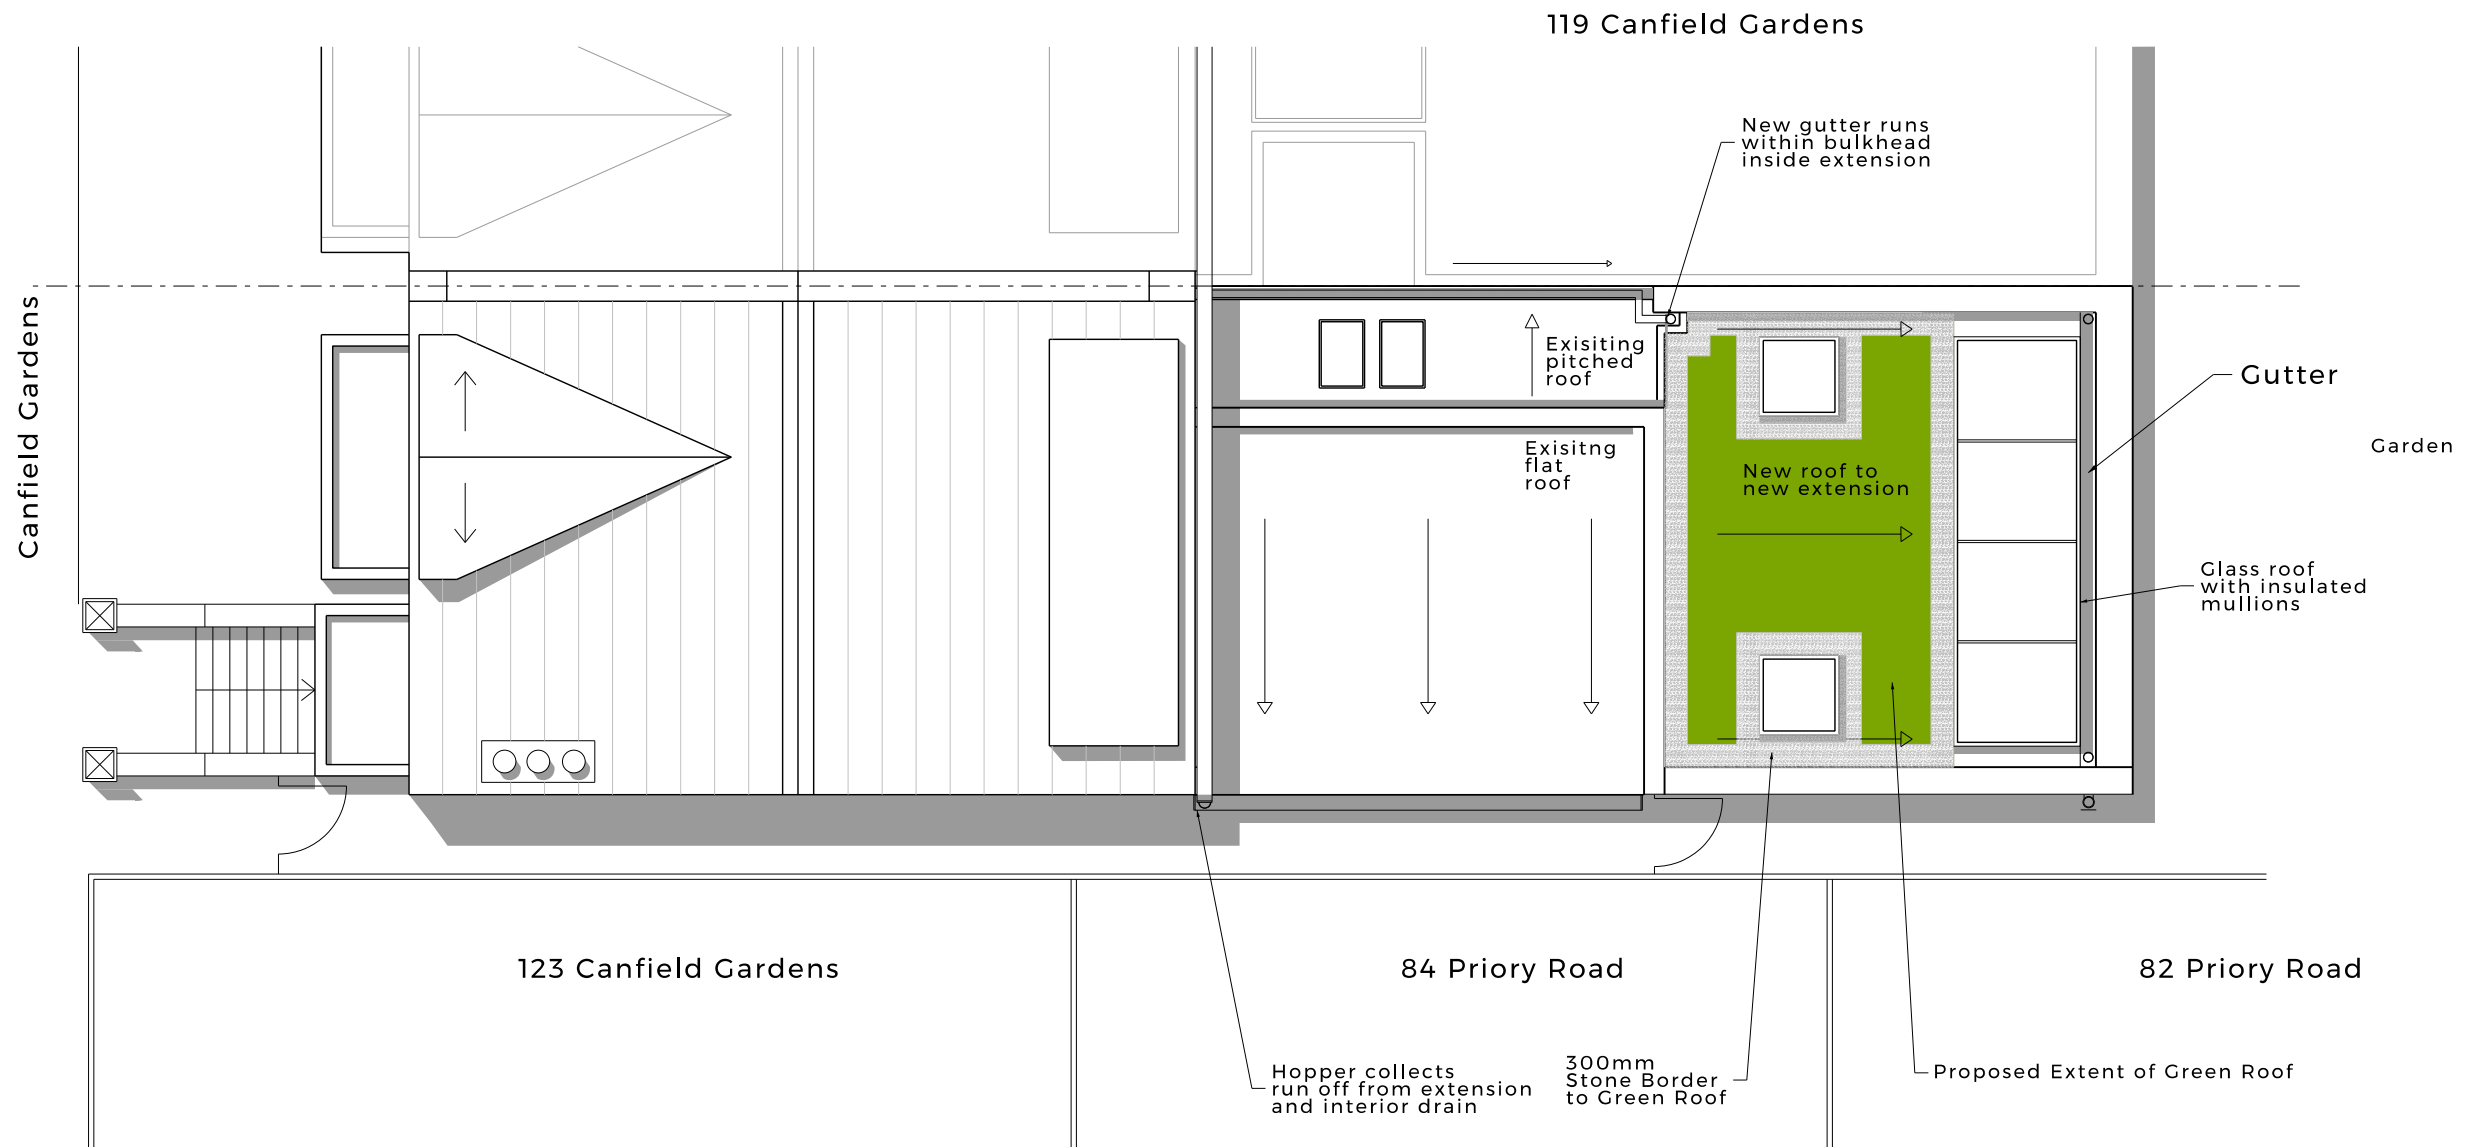 119 Canfield Gardens
New gutter runs
within bulkhead
inside extension
Canfield Gardens
Exisiting
pitched
roof
Gutter
Exisitng
flat
roof
Garden
New roof to
new extension
Glass roof
with insulated
mullions
123 Canfield Gardens
84 Priory Road
82 Priory Road
Hopper collects
run off from extension
and interior drain
300mm
Stone Border
to Green Roof
Proposed Extent of Green Roof